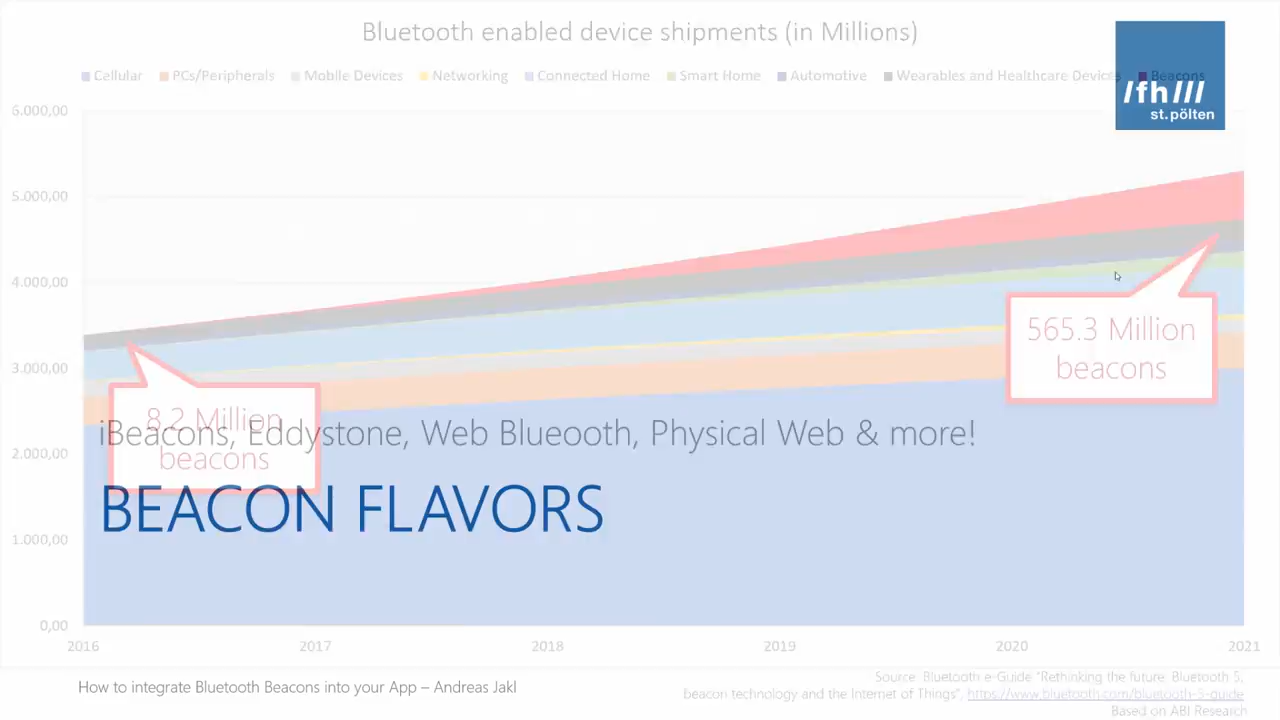 Bluetooth enabled device shipments (in Millions)
Cellular PCs/Peripherals Mobile Devices Networking Connected Home Smart Home Automotive Wearables and Healthcare Devices Beacons
/fh///
st.pölten
6.000,00
5.000,00
4.000,00
3.000,00
2.000,00
1.000,00
0,00
565.3 Million
beacons
8.2 Million
beacons
iBeacons, Eddystone, Web Blueooth, Physical Web & more!
BEACON FLAVORS
2016 2017 2018 2019 2020 2021
How to integrate Bluetooth Beacons into your App – Andreas Jakl
Source: Bluetooth e-Guide "Rethinking the future: Bluetooth 5,
beacon technology and the Internet of Things", https://www.bluetooth.com/bluetooth-5-guide
Based on ABI Research